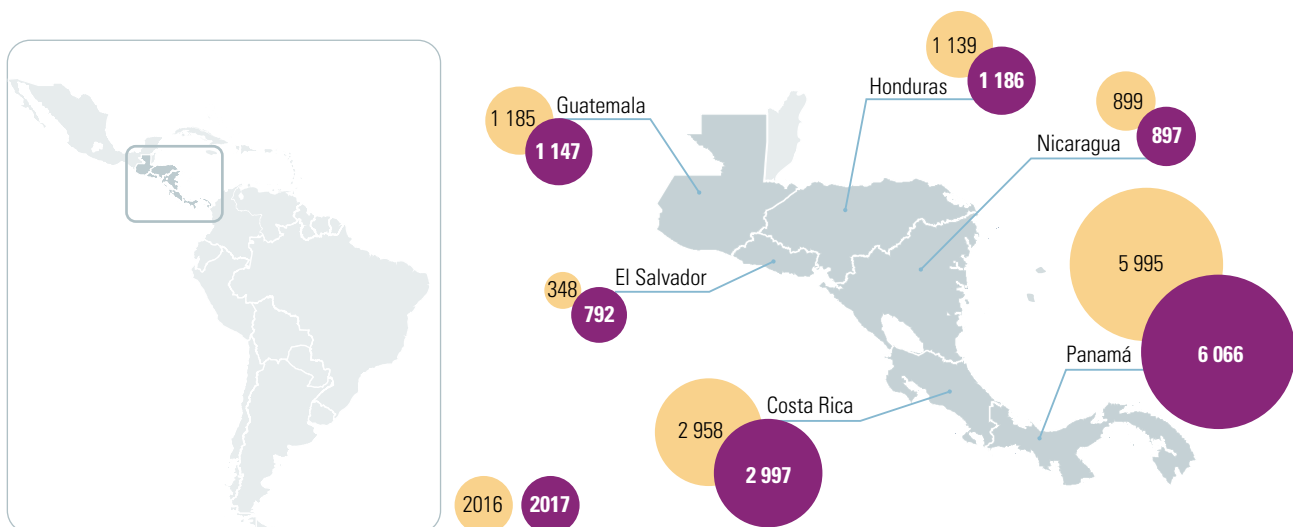 Honduras
1 139
1 186
Guatemala
1 185
1 147
Nicaragua
899
897
El Salvador
348
792
Panamá
5 995
6 066
Costa Rica
2 958
2 997
2016
2017